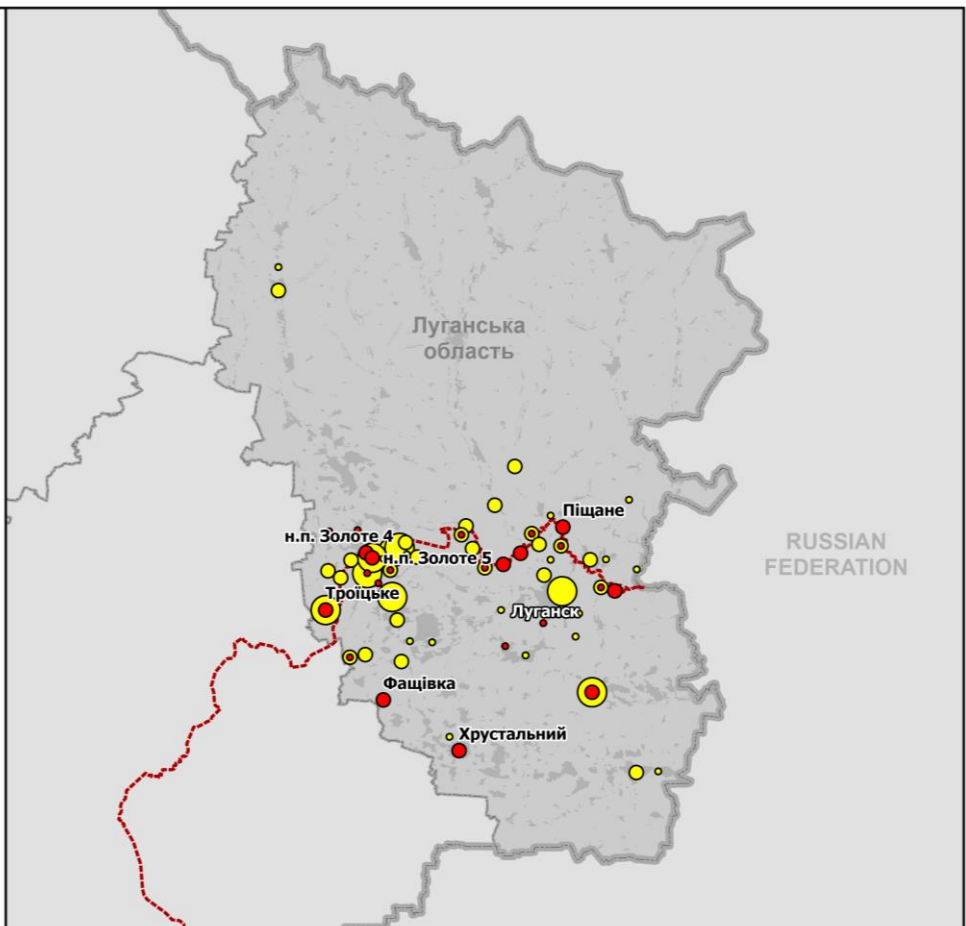 Луганська
область
Піщане
н.п. Золоте 4
н.п. Золоте 5
RUSSIAN
FEDERATION
Троїцьке
Луганск
Фащівка
Хрустальний